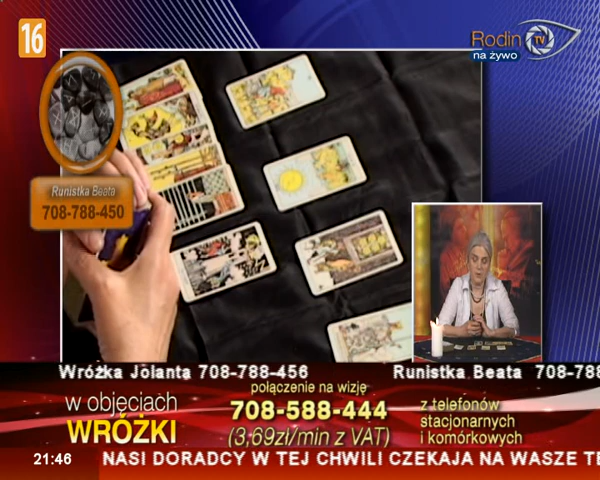 16
Rodin TV
na żywo
Runistka Beata
708-788-450
Wróżka Jolanta 708-788-456 Runistka Beata 708-788
w objęciach
WRÓŻKI
połączenie na wizję
708-588-444
(3,69zł/min z VAT)
z telefonów
stacjonarnych
i komórkowych
21:46
NASI DORADCY W TEJ CHWILI CZEKAJA NA WASZE TE